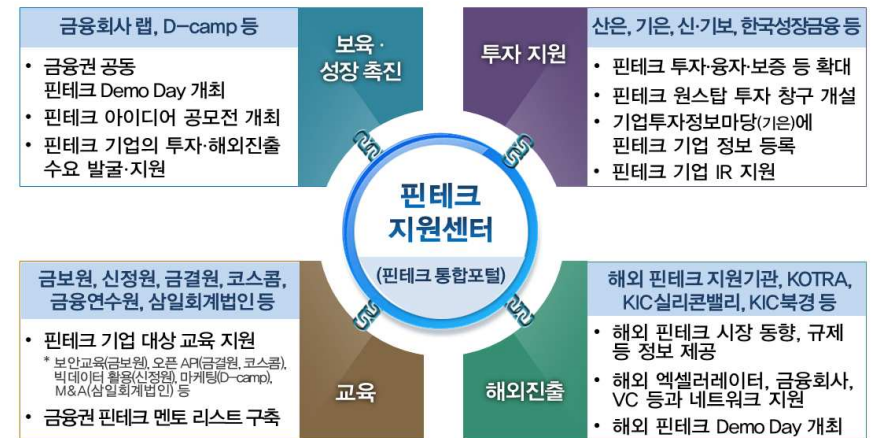 금융회사 랩, D-camp 등
• 금융권 공동
핀테크 Demo Day 개최
• 핀테크 아이디어 공모전 개최
• 핀테크 기업의 투자·해외진출
수요 발굴·지원
보육·
성장 촉진
투자 지원
산은, 기은, 신·기보, 한국성장금융 등
• 핀테크 투자·융자·보증 등 확대
• 핀테크 원스탑 투자 창구 개설
• 기업투자정보마당(기은)에
핀테크 기업 정보 등록
• 핀테크 기업 IR 지원
핀테크
지원센터
(핀테크 통합포털)
금보원, 신정원, 금결원, 코스콤,
금융연수원, 삼일회계법인 등
• 핀테크 기업 대상 교육 지원
* 보안교육(금보원), 오픈 API(금결원, 코스콤),
빅데이터 활용(신정원), 마케팅(D-camp),
M&A(삼일회계법인) 등
• 금융권 핀테크 멘토 리스트 구축
교육
해외진출
해외 핀테크 지원기관, KOTRA,
KIC실리콘밸리, KIC북경 등
• 해외 핀테크 시장 동향, 규제
등 정보 제공
• 해외 엑셀러레이터, 금융회사,
VC 등과 네트워크 지원
• 해외 핀테크 Demo Day 개최